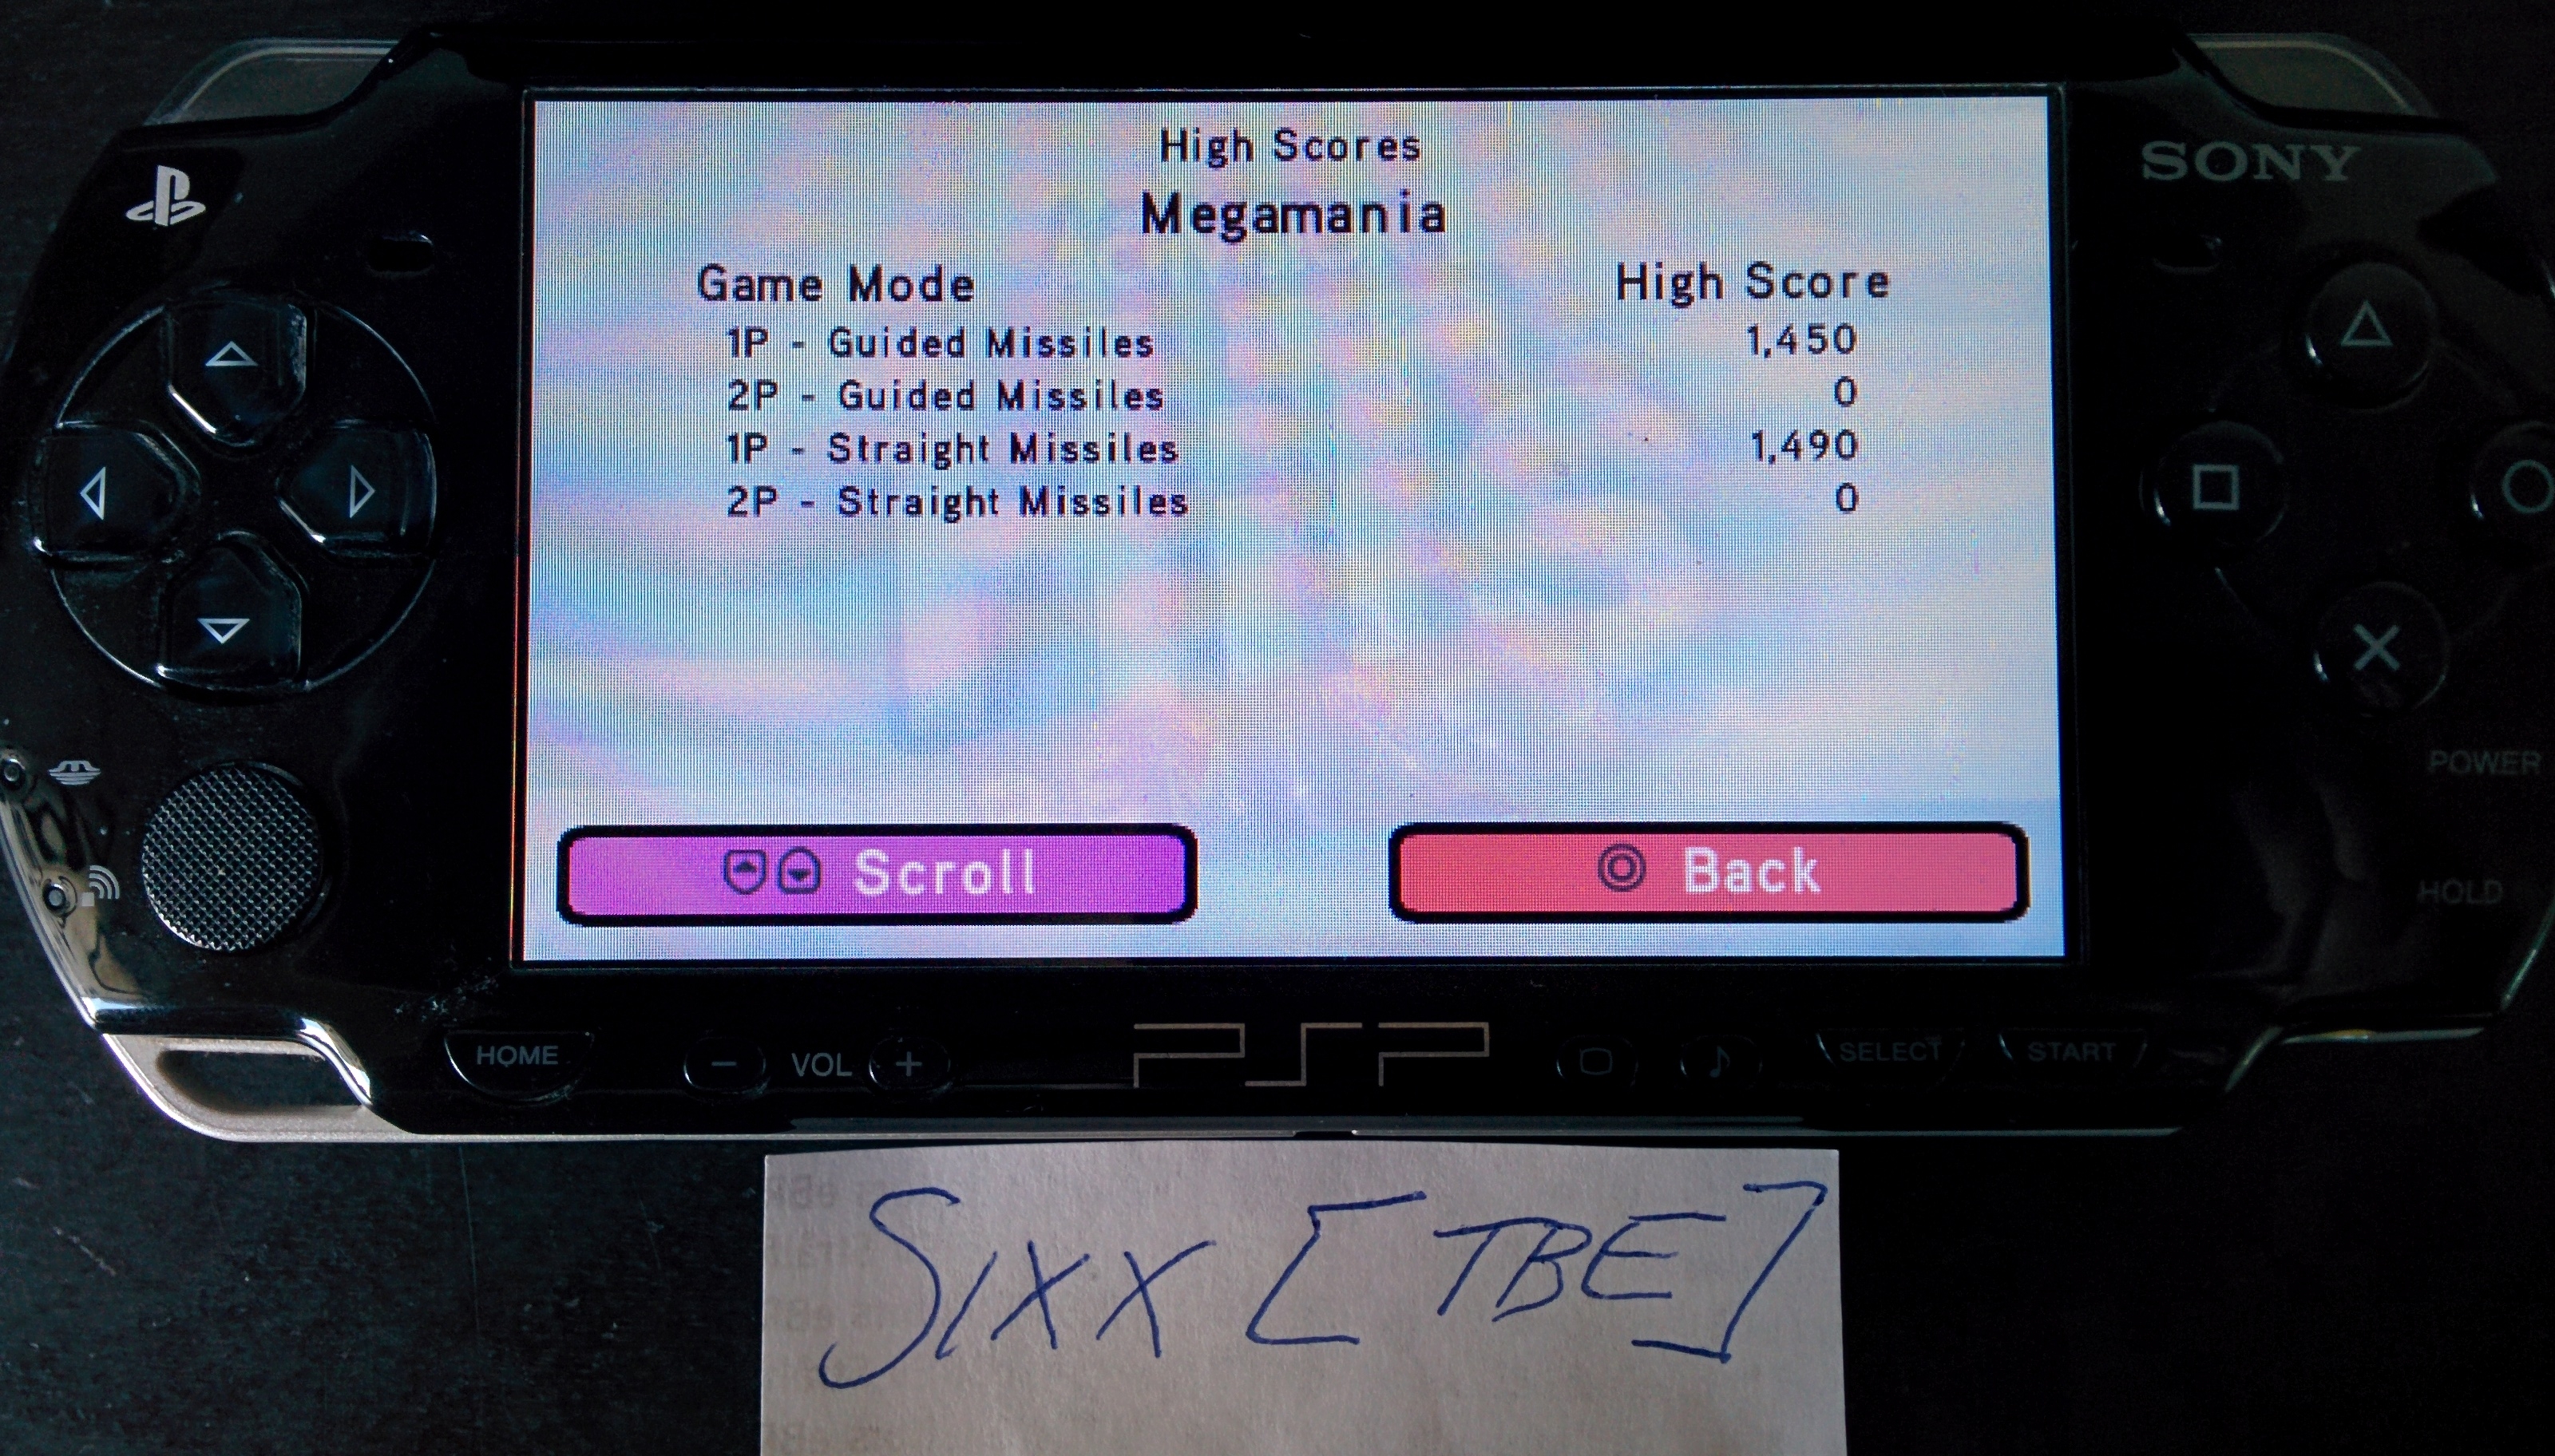 SONY
High Scores
Megamania
Game Mode High Score
1P - Guided Missiles 1,450
2P - Guided Missiles 0
1P - Straight Missiles 1,490
2P - Straight Missiles 0
Scroll Back
POWER
HOLD
HOME - VOL + PSP SELECT START
Sixx [TBE]